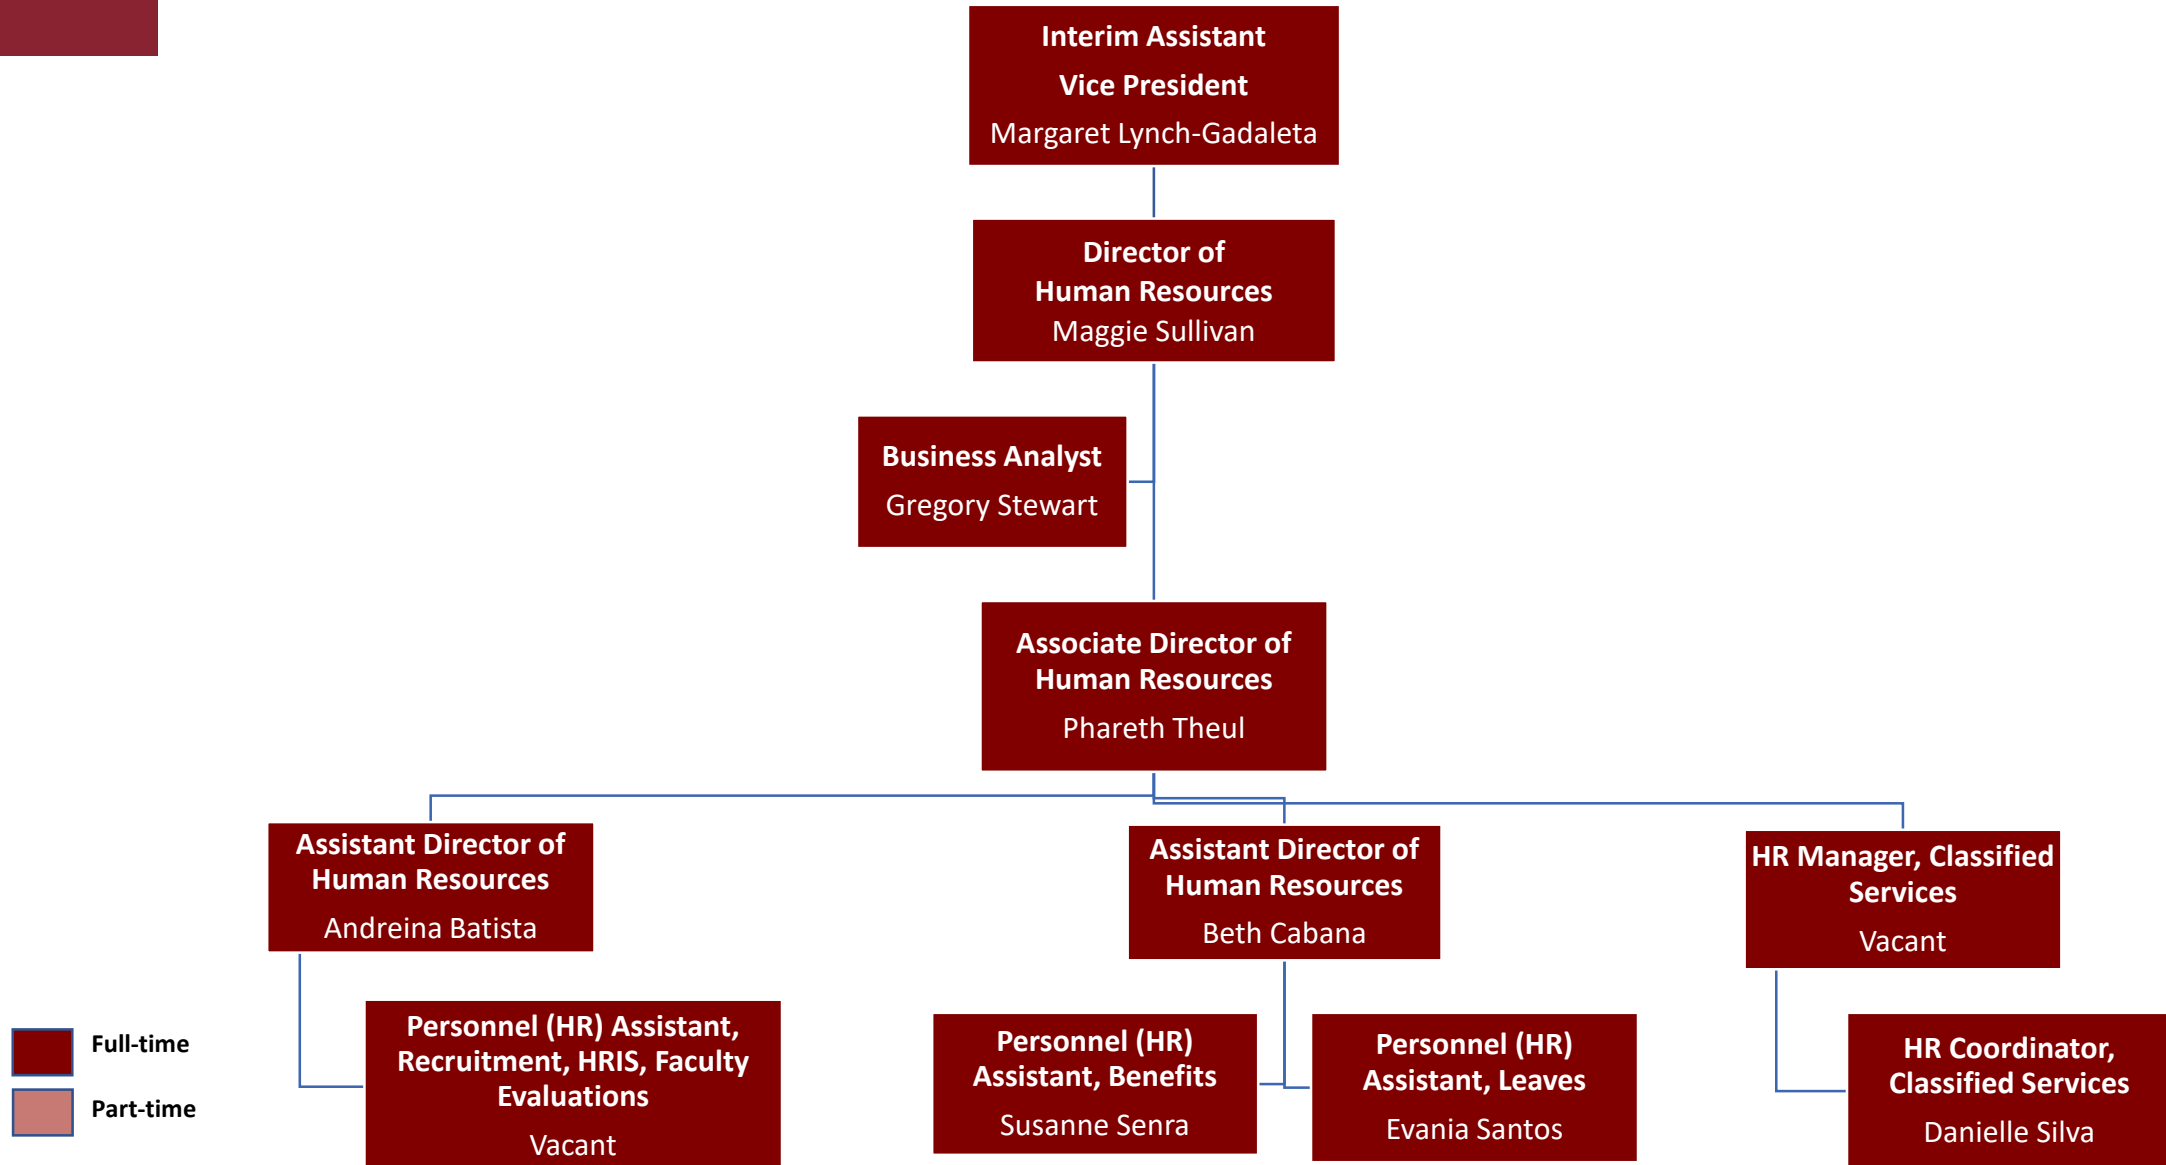 Interim Assistant
Vice President
Margaret Lynch-Gadaleta
Director of
Human Resources
Maggie Sullivan
Business Analyst
Gregory Stewart
Associate Director of
Human Resources
Phareth Theul
Assistant Director of
Human Resources
Andreina Batista
Assistant Director of
Human Resources
Beth Cabana
HR Manager, Classified
Services
Vacant
Personnel (HR) Assistant,
Recruitment, HRIS, Faculty
Evaluations
Vacant
Personnel (HR)
Assistant, Benefits
Susanne Senra
Personnel (HR)
Assistant, Leaves
Evania Santos
HR Coordinator,
Classified Services
Danielle Silva
Full-time
Part-time